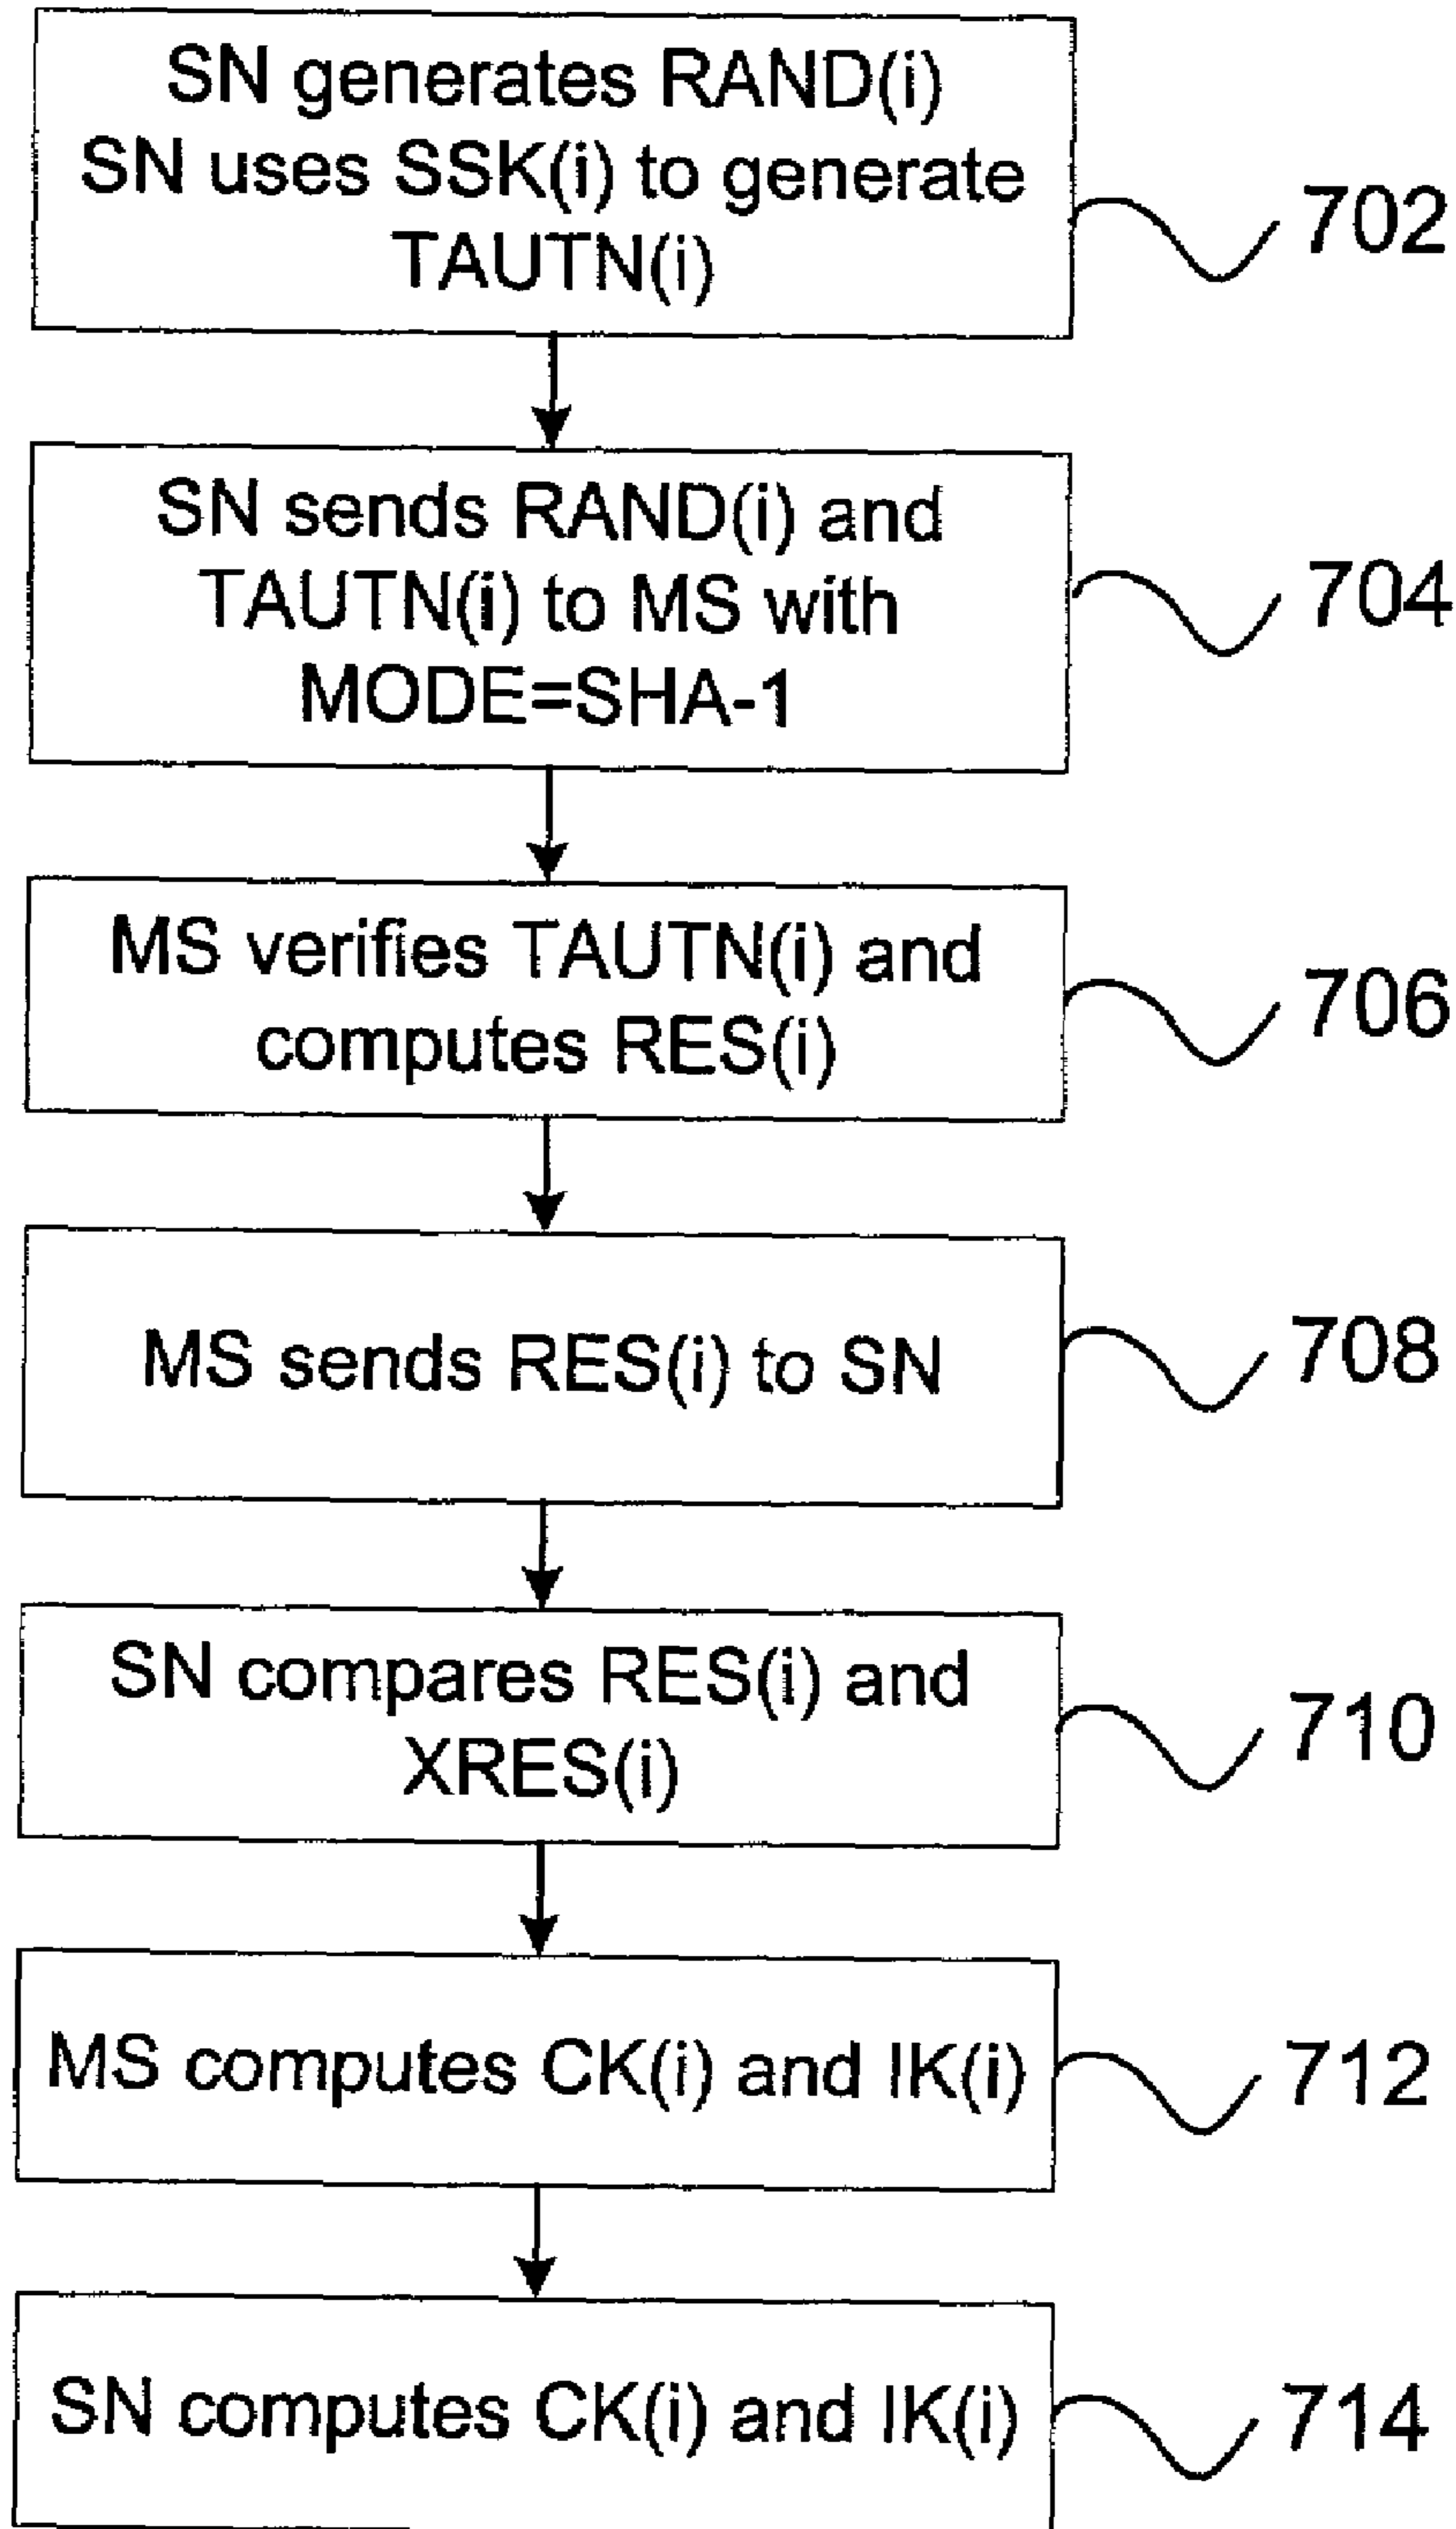 SN generates RAND(i)
SN uses SSK(i) to generate
TAUTN(i)
702
SN sends RAND(i) and
TAUTN(i) to MS with
MODE=SHA-1
704
MS verifies TAUTN(i) and
computes RES(i)
706
MS sends RES(i) to SN
708
SN compares RES(i) and
XRES(i)
710
MS computes CK(i) and IK(i)
712
SN computes CK(i) and IK(i)
714